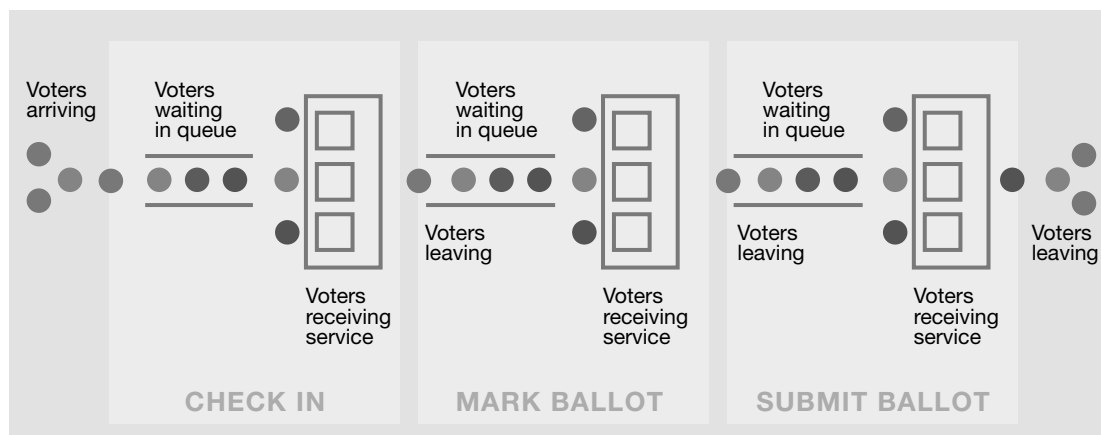 Voters
arriving
Voters
waiting
in queue
Voters
receiving
service
CHECK IN
Voters
waiting
in queue
Voters
leaving
Voters
receiving
service
MARK BALLOT
Voters
waiting
in queue
Voters
leaving
Voters
receiving
service
SUBMIT BALLOT
Voters
leaving